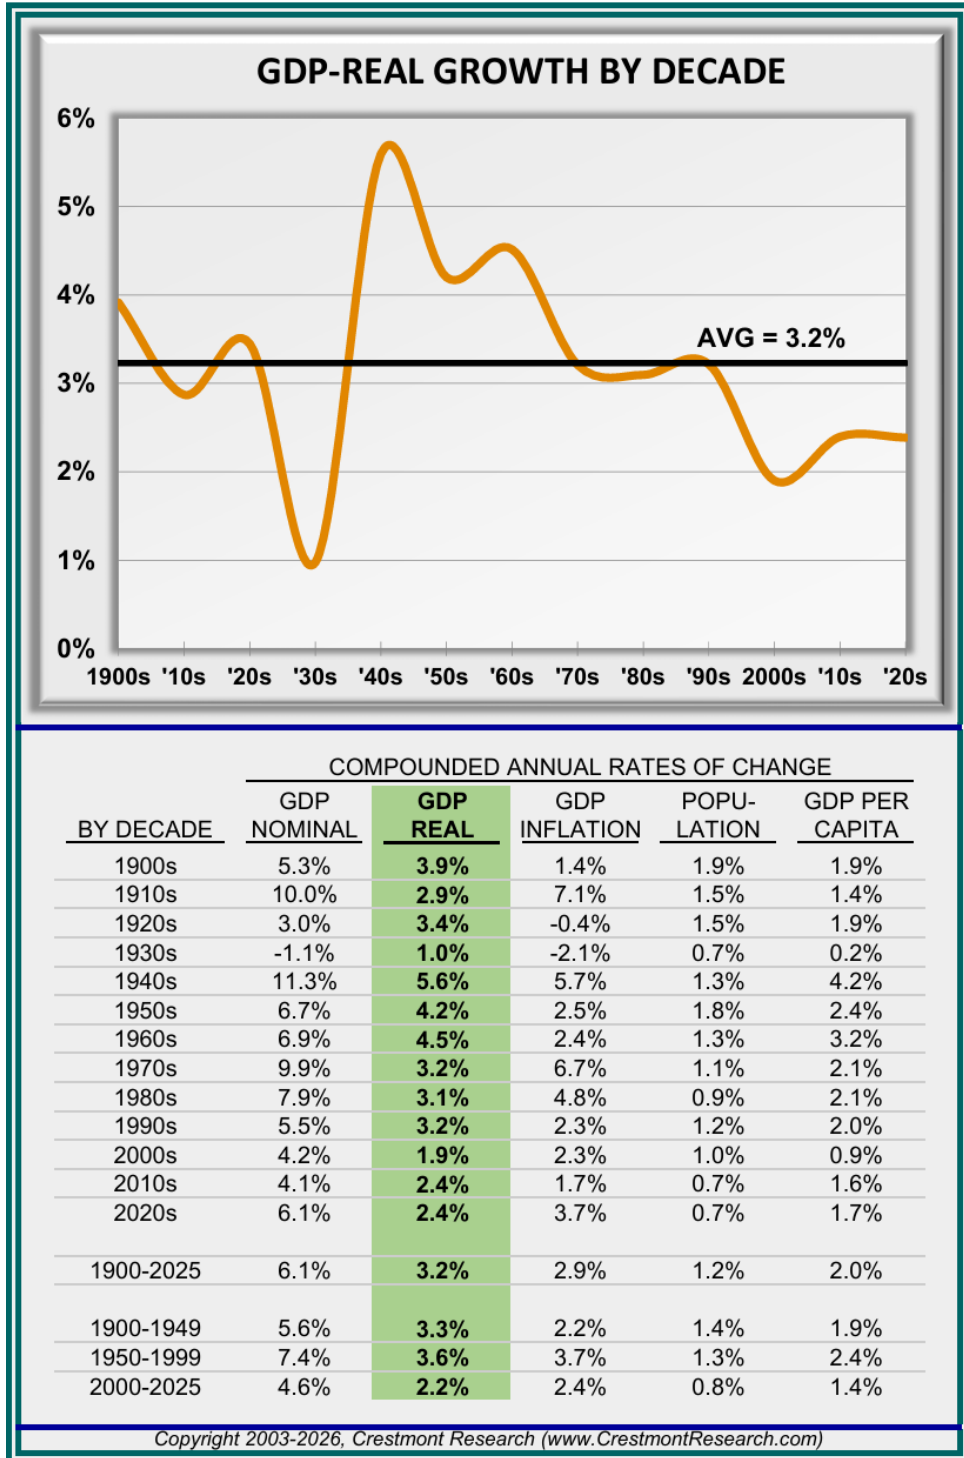 GDP-REAL GROWTH BY DECADE
6%
5%
4%
AVG = 3.2%
3%
2%
1%
0%
1900s '10s '20s '30s '40s '50s '60s '70s '80s '90s 2000s '10s '20s
COMPOUNDED ANNUAL RATES OF CHANGE
GDP GDP GDP POPU- GDP PER
BY DECADE NOMINAL REAL INFLATION LATION CAPITA
1900s 5.3% 3.9% 1.4% 1.9% 1.9%
1910s 10.0% 2.9% 7.1% 1.5% 1.4%
1920s 3.0% 3.4% -0.4% 1.5% 1.9%
1930s -1.1% 1.0% -2.1% 0.7% 0.2%
1940s 11.3% 5.6% 5.7% 1.3% 4.2%
1950s 6.7% 4.2% 2.5% 1.8% 2.4%
1960s 6.9% 4.5% 2.4% 1.3% 3.2%
1970s 9.9% 3.2% 6.7% 1.1% 2.1%
1980s 7.9% 3.1% 4.8% 0.9% 2.1%
1990s 5.5% 3.2% 2.3% 1.2% 2.0%
2000s 4.2% 1.9% 2.3% 1.0% 0.9%
2010s 4.1% 2.4% 1.7% 0.7% 1.6%
2020s 6.1% 2.4% 3.7% 0.7% 1.7%
1900-2025 6.1% 3.2% 2.9% 1.2% 2.0%
1900-1949 5.6% 3.3% 2.2% 1.4% 1.9%
1950-1999 7.4% 3.6% 3.7% 1.3% 2.4%
2000-2025 4.6% 2.2% 2.4% 0.8% 1.4%
Copyright 2003-2026, Crestmont Research (www.CrestmontResearch.com)